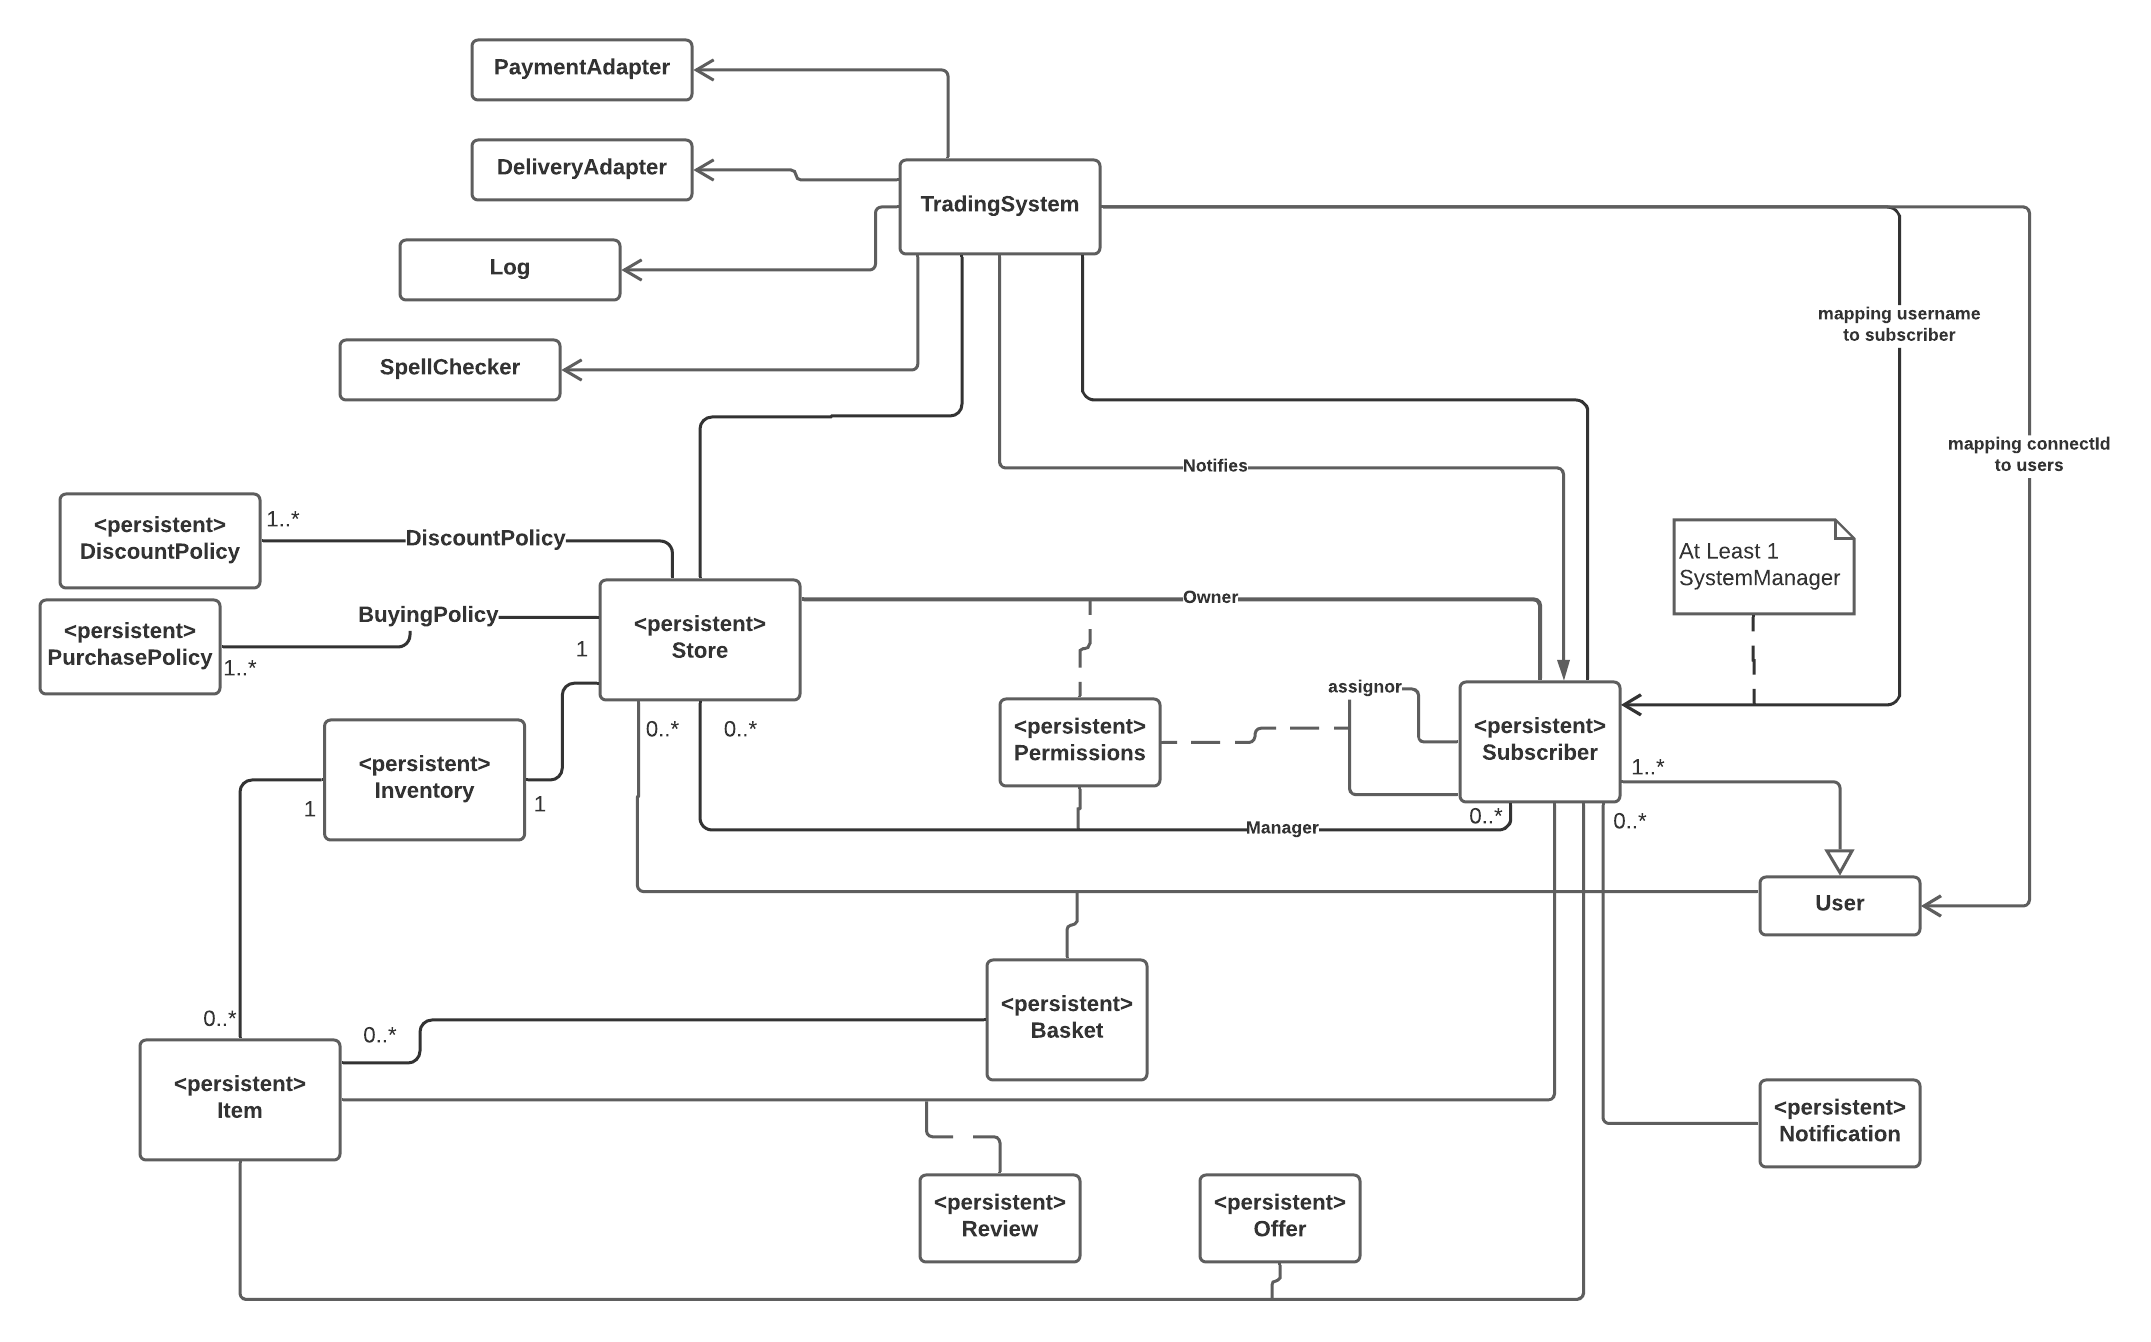 PaymentAdapter
DeliveryAdapter
TradingSystem
Log
mapping username
to subscriber
SpellChecker
mapping connectId
to users
Notifies
1..*
<persistent>
DiscountPolicy
DiscountPolicy
At Least 1
SystemManager
Owner
BuyingPolicy
<persistent>
PurchasePolicy
1..*
<persistent>
Store
1
assignor
0..*
0..*
<persistent>
Permissions
<persistent>
Subscriber
1..*
<persistent>
Inventory
1
1
0..*
0..*
Manager
User
<persistent>
Basket
0..*
0..*
<persistent>
Item
<persistent>
Notification
<persistent>
Review
<persistent>
Offer